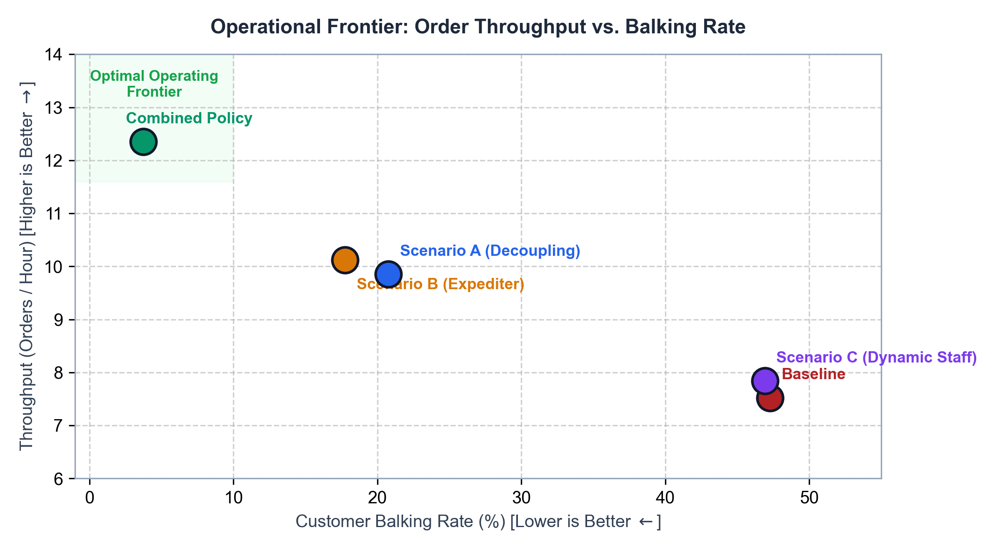 Operational Frontier: Order Throughput vs. Balking Rate
Throughput (Orders / Hour) [Higher is Better →]
14
13
12
11
10
9
8
7
6
Optimal Operating
Frontier
Combined Policy
Scenario A (Decoupling)
Scenario B (Expediter)
Scenario C (Dynamic Staff)
Baseline
0 10 20 30 40 50
Customer Balking Rate (%) [Lower is Better ←]